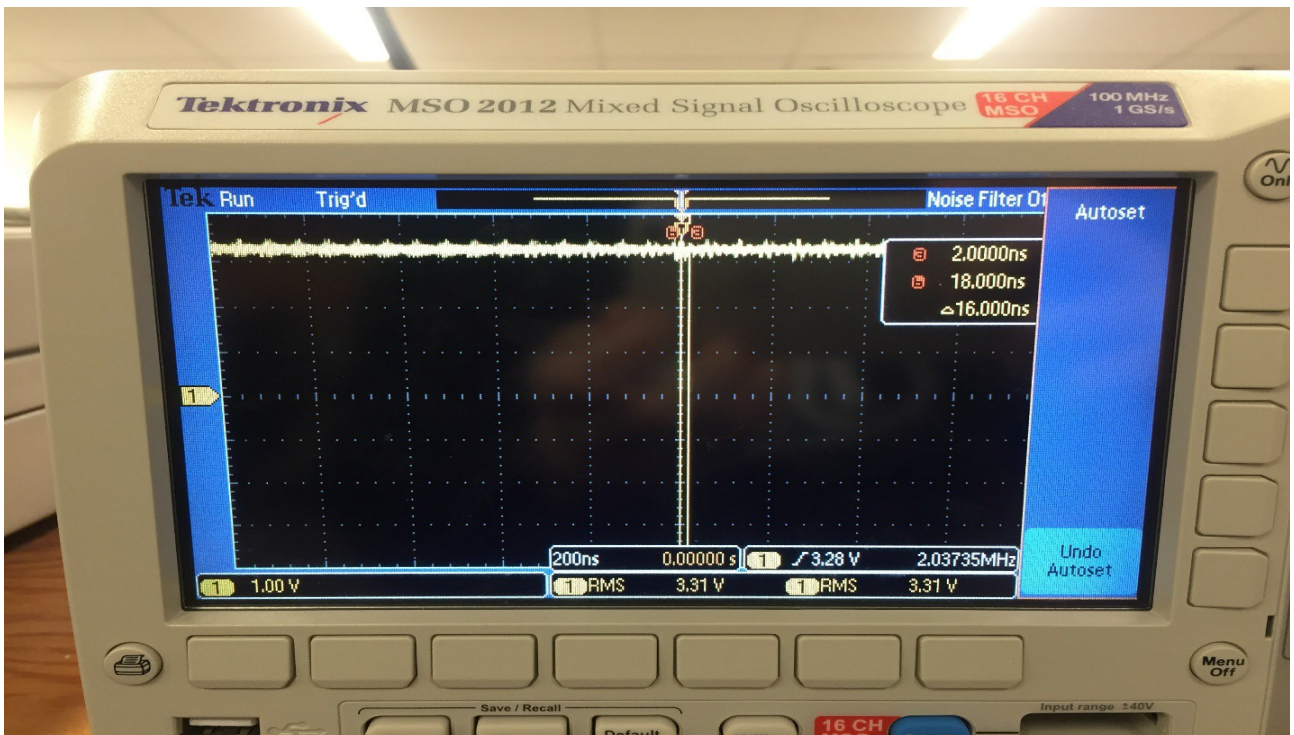 Tektronix MSO 2012 Mixed Signal Oscilloscope 16 CH MSO 100 MHz 1 GS/s
Tek Run Trig'd Noise Filter Of
Autoset
2.0000ns
18.000ns
△16.000ns
1
200ns 0.00000 s 1 3.28 V 2.03735MHz
1 1.00 V 1 RMS 3.31 V 1 RMS 3.31 V
Undo
Autoset
Menu
Off
Save / Recall
Input range ±40V
Default
16 CH